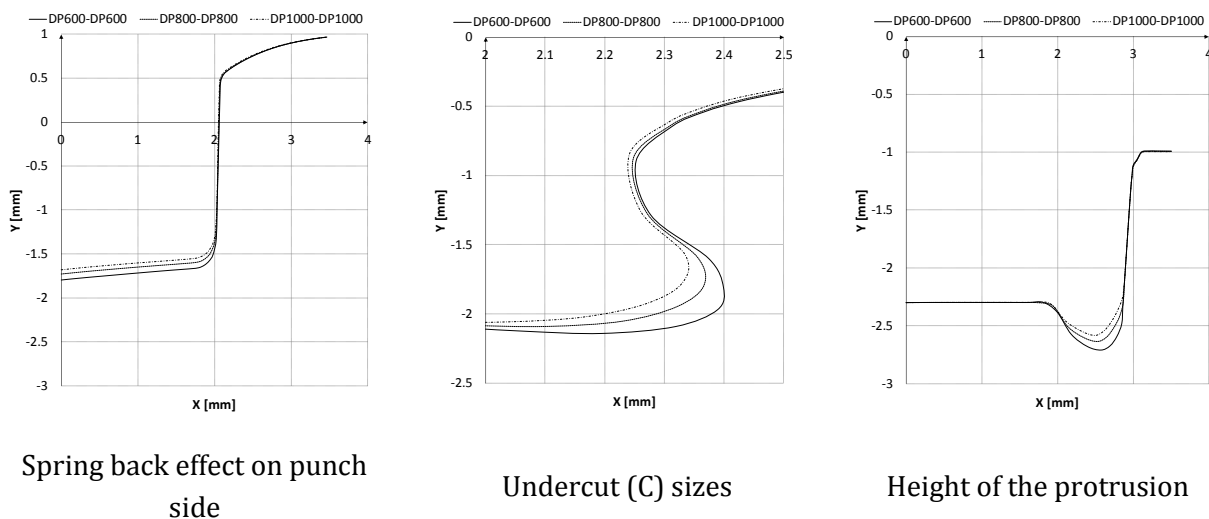 DP600-DP600 DP800-DP800 DP1000-DP1000
1
0.5
0
0 1 2 3 4
-0.5
-1
-1.5
-2
-2.5
-3
Y [mm]
X [mm]
Spring back effect on punch
side
DP600-DP600 DP800-DP800 DP1000-DP1000
0
2 2.1 2.2 2.3 2.4 2.5
-0.5
-1
-1.5
-2
-2.5
Y [mm]
X [mm]
Undercut (C) sizes
DP600-DP600 DP800-DP800 DP1000-DP1000
0
0 1 2 3 4
-0.5
-1
-1.5
-2
-2.5
-3
Y [mm]
X [mm]
Height of the protrusion